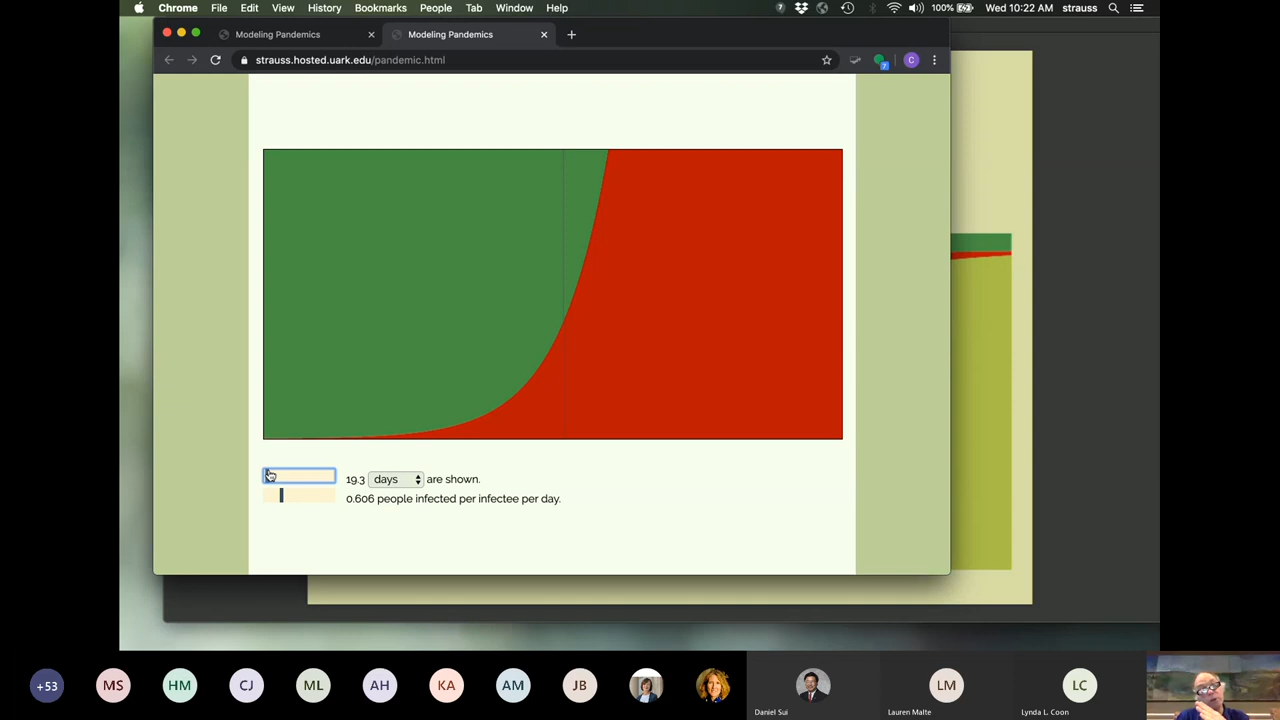 Chrome File Edit View History Bookmarks People Tab Window Help
7 100% Wed 10:22 AM strauss
Modeling Pandemics
Modeling Pandemics
strauss.hosted.uark.edu/pandemic.html
7 C
19.3 days are shown.
0.606 people infected per infectee per day.
+53 MS HM CJ ML AH KA AM JB LM LC
Daniel Sui Lauren Malte Lynda L. Coon